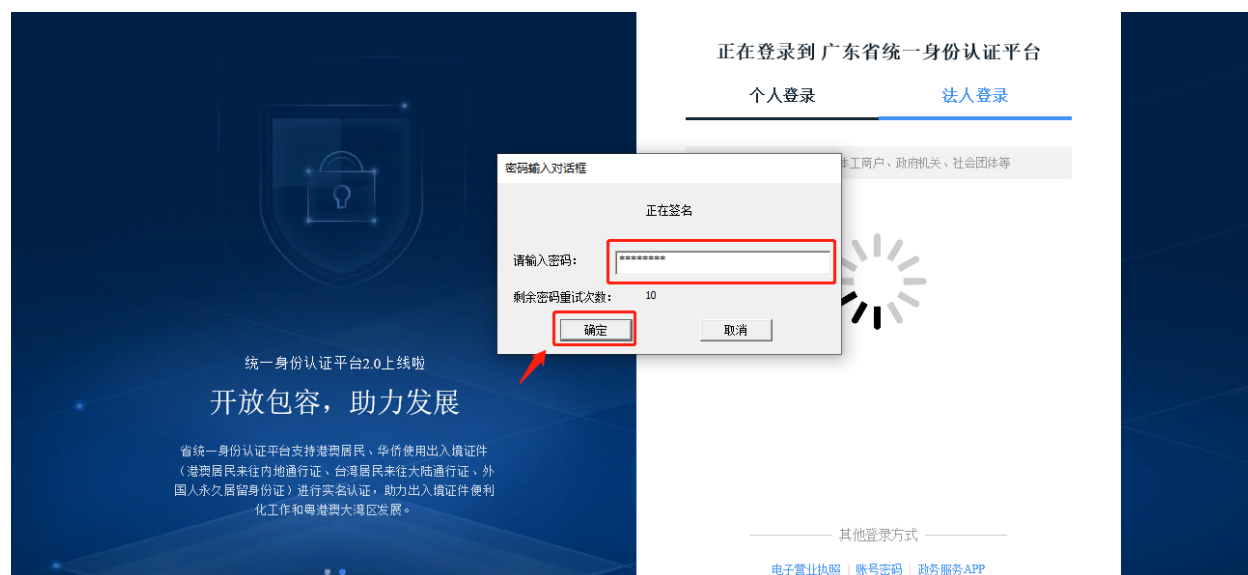 正在登录到 广东省统一身份认证平台
个人登录
法人登录
工商户、政府机关、社会团体等
密码输入对话框
正在签名
请输入密码：
********
剩余密码重试次数：
10
确定
取消
统一身份认证平台2.0上线啦
开放包容，助力发展
省统一身份认证平台支持港澳居民、华侨使用出入境证件
（港澳居民来往内地通行证、台湾居民来往大陆通行证、外
国人永久居留身份证）进行实名认证，助力出入境证件便利
化工作和粤港澳大湾区发展。
其他登录方式
电子营业执照 | 账号密码 | 政务服务APP